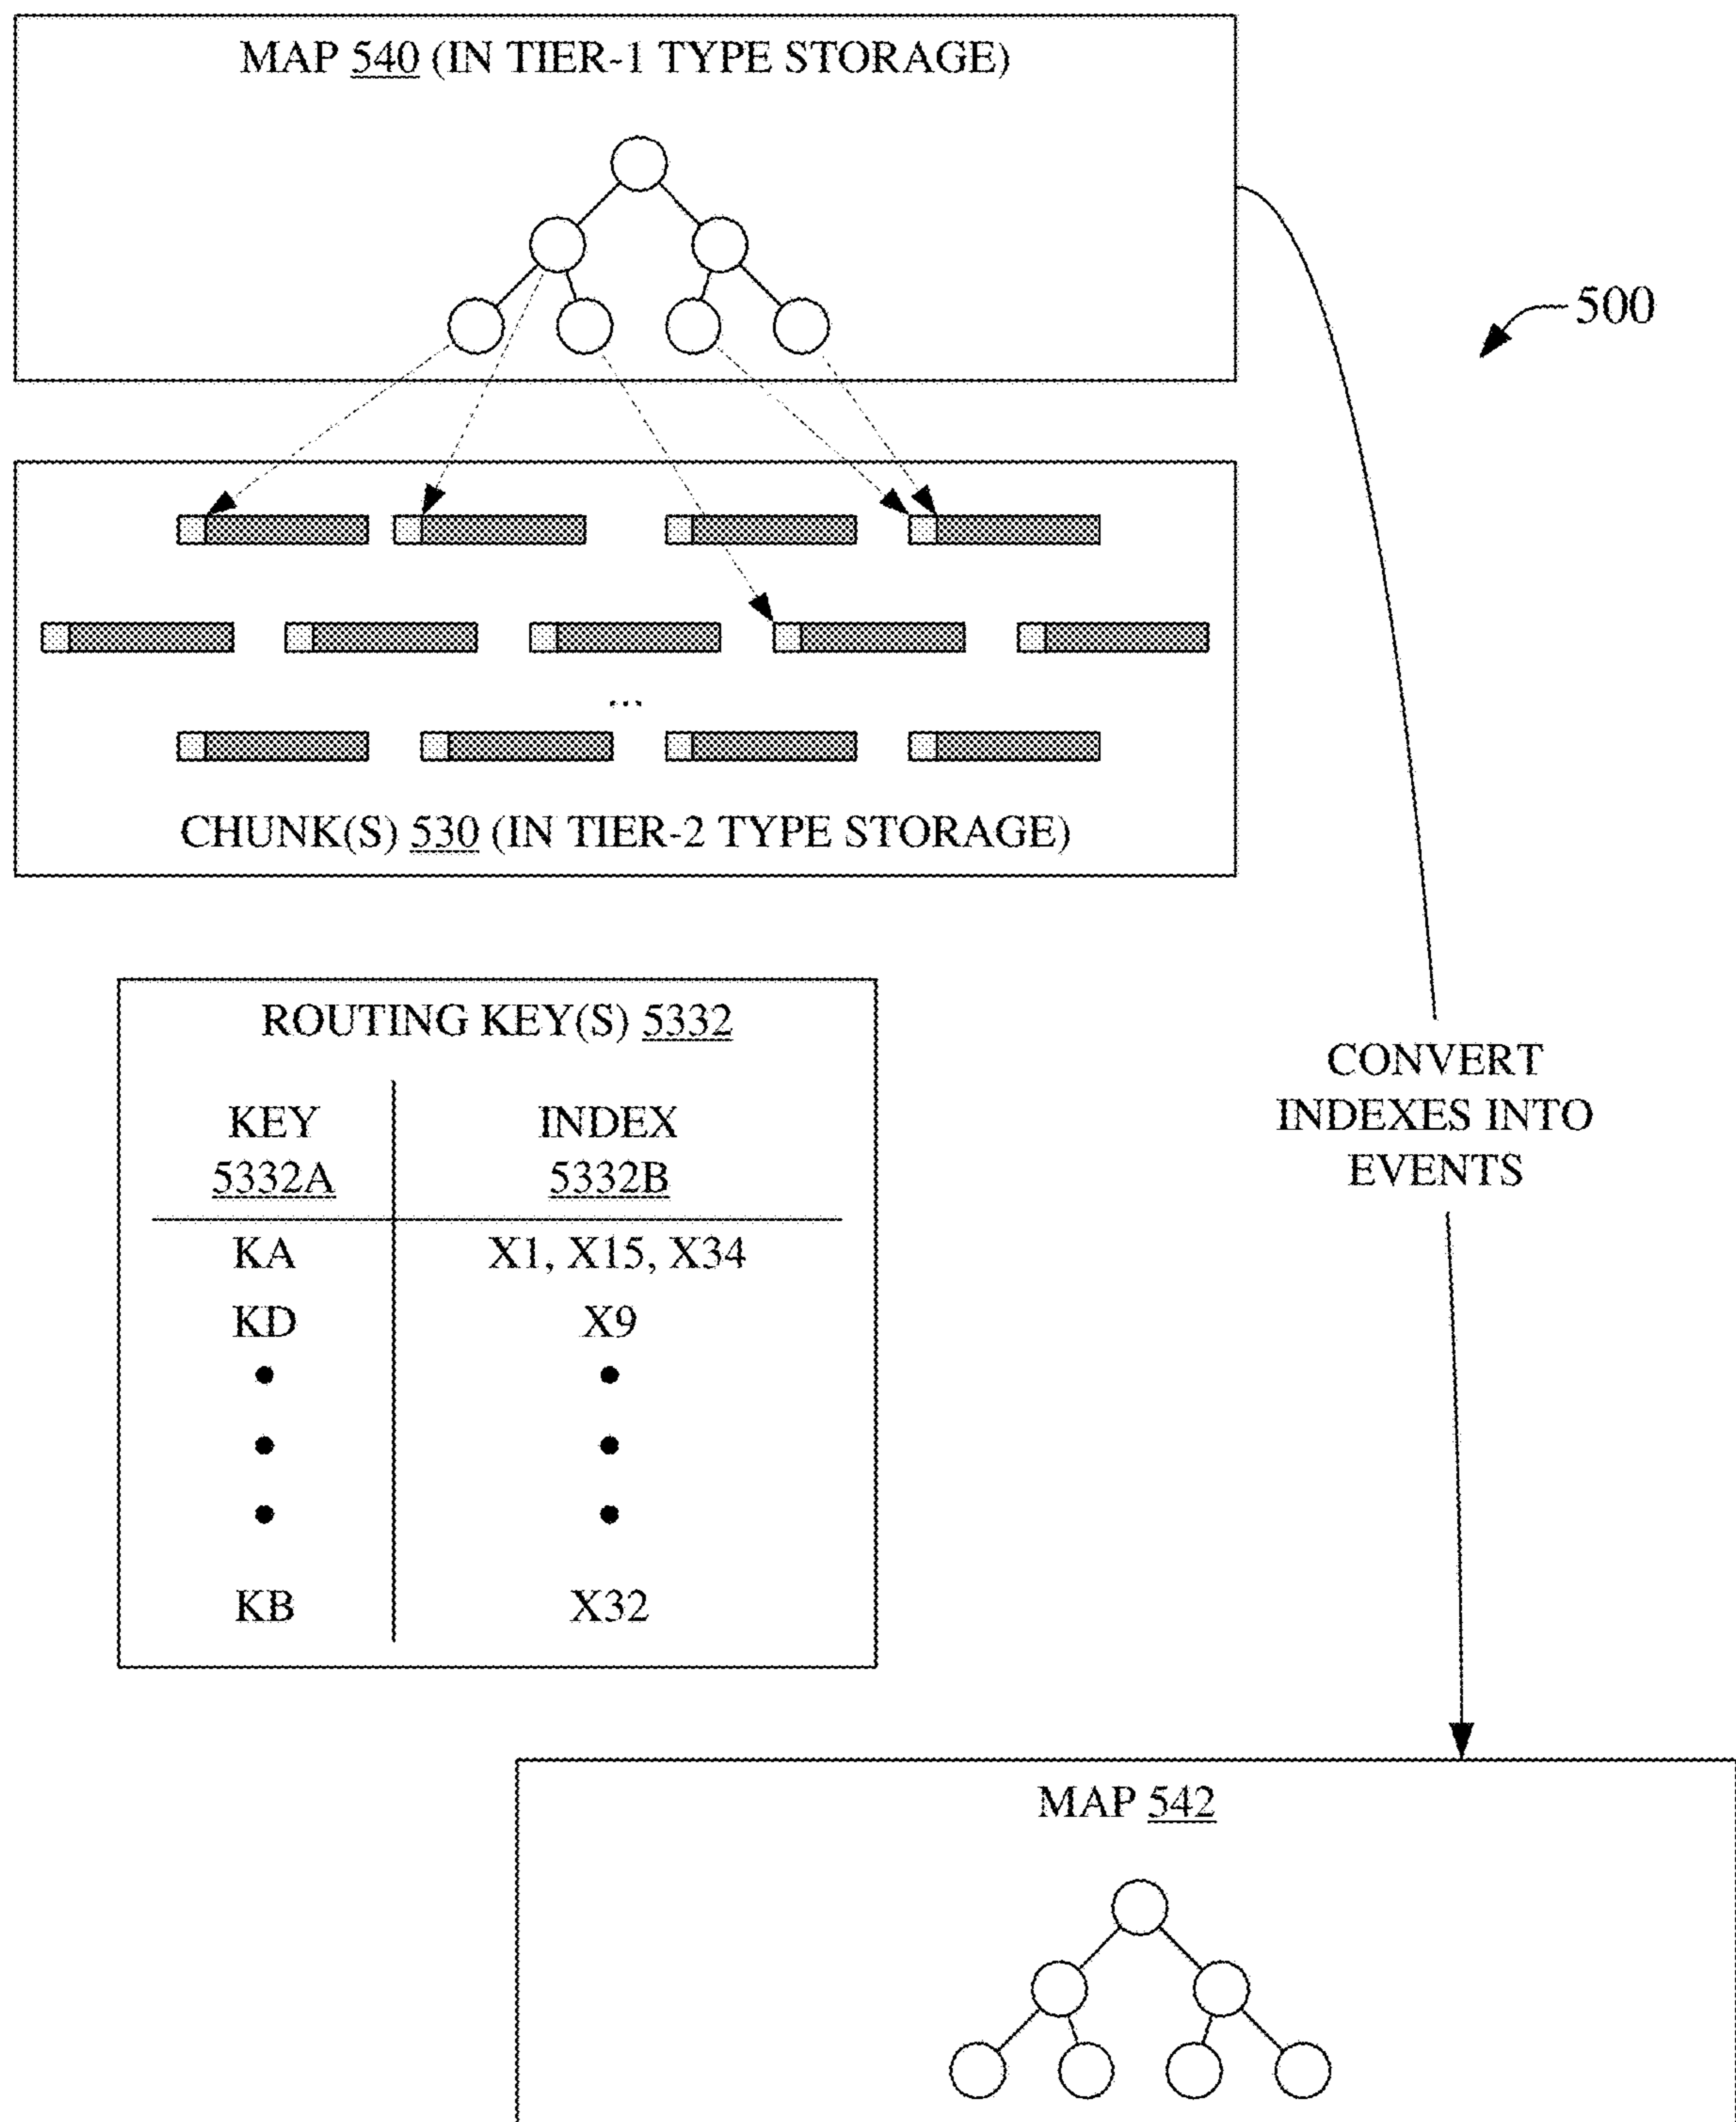 MAP 540 (IN TIER-1 TYPE STORAGE)
500
...
CHUNK(S) 530 (IN TIER-2 TYPE STORAGE)
ROUTING KEY(S) 5332
KEY INDEX
5332A 5332B
KA X1, X15, X34
KD X9
• •
• •
• •
KB X32
CONVERT
INDEXES INTO
EVENTS
MAP 542